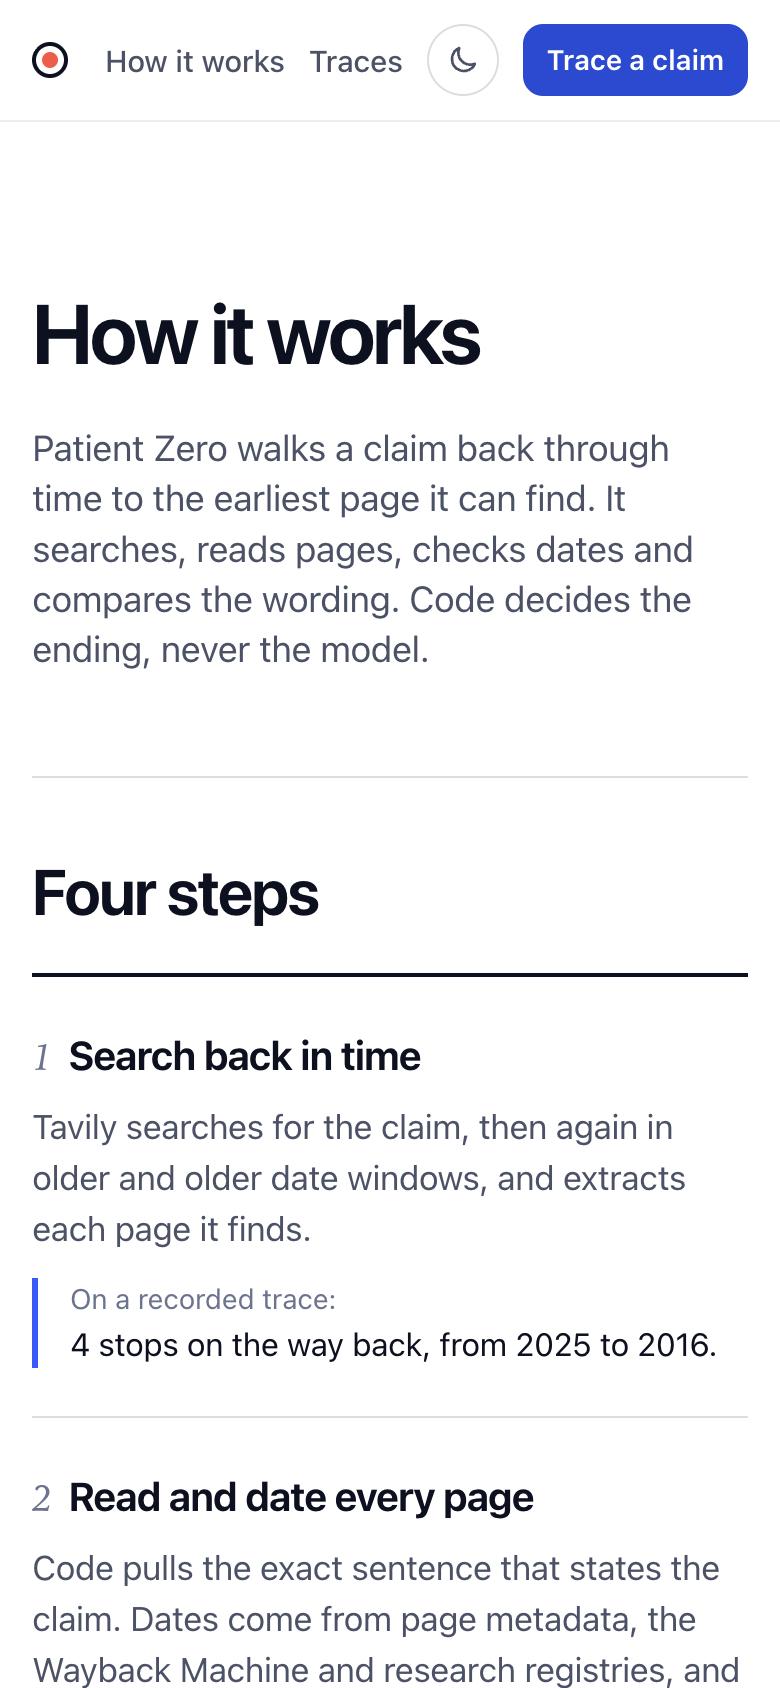 How it works Traces Trace a claim
How it works
Patient Zero walks a claim back through
time to the earliest page it can find. It
searches, reads pages, checks dates and
compares the wording. Code decides the
ending, never the model.
Four steps
1 Search back in time
Tavily searches for the claim, then again in
older and older date windows, and extracts
each page it finds.
On a recorded trace:
4 stops on the way back, from 2025 to 2016.
2 Read and date every page
Code pulls the exact sentence that states the
claim. Dates come from page metadata, the
Wayback Machine and research registries, and